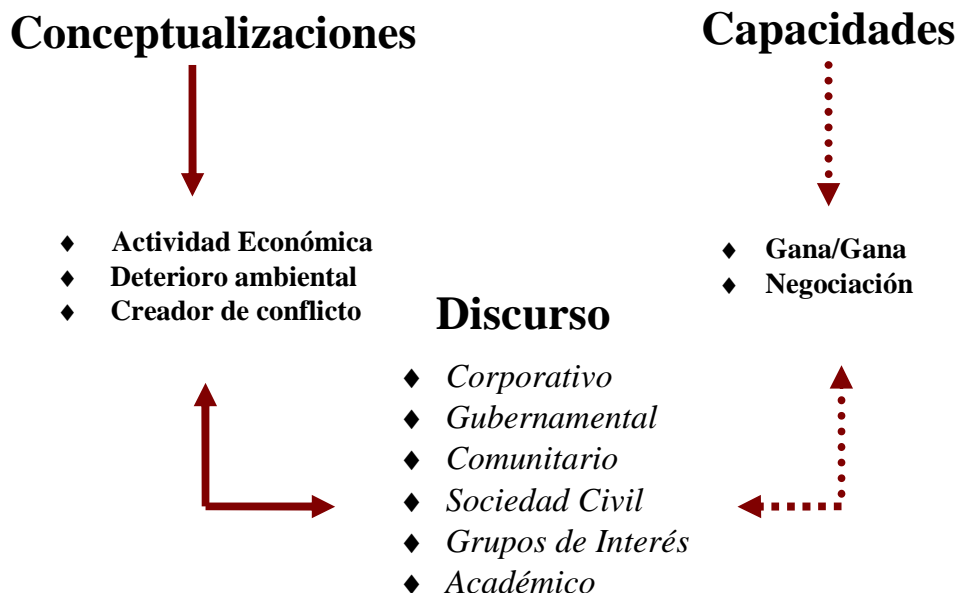 Conceptualizaciones
Capacidades
♦ Actividad Económica
♦ Deterioro ambiental
♦ Creador de conflicto
♦ Gana/Gana
♦ Negociación
Discurso
♦ Corporativo
♦ Gubernamental
♦ Comunitario
♦ Sociedad Civil
♦ Grupos de Interés
♦ Académico